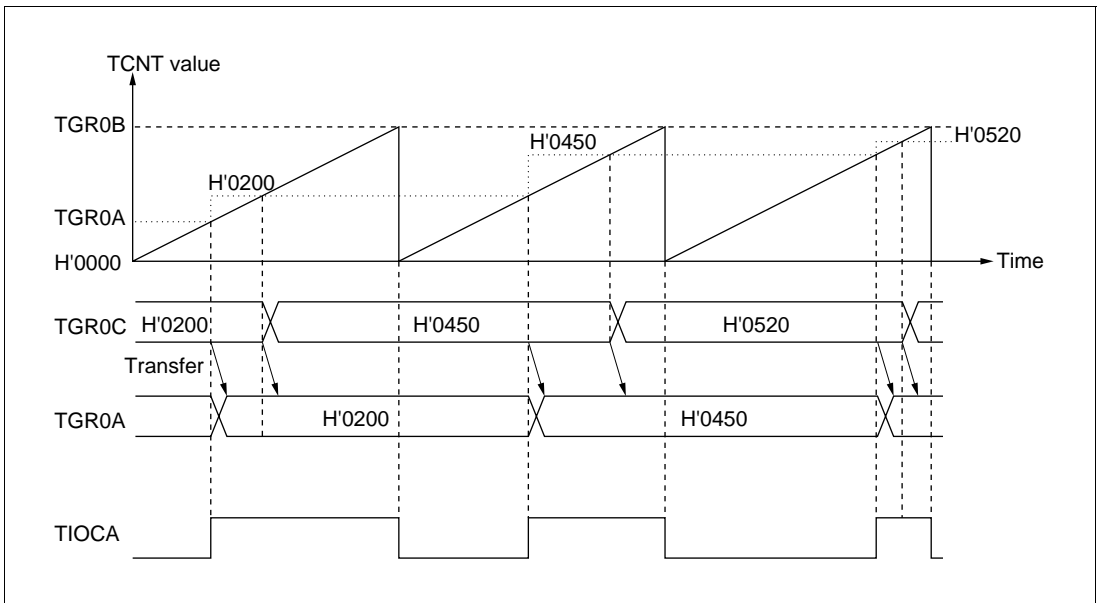 TCNT value
TGR0B
H'0450
H'0520
H'0200
TGR0A
H'0000
Time
TGR0C
H'0200
H'0450
H'0520
Transfer
TGR0A
H'0200
H'0450
TIOCA